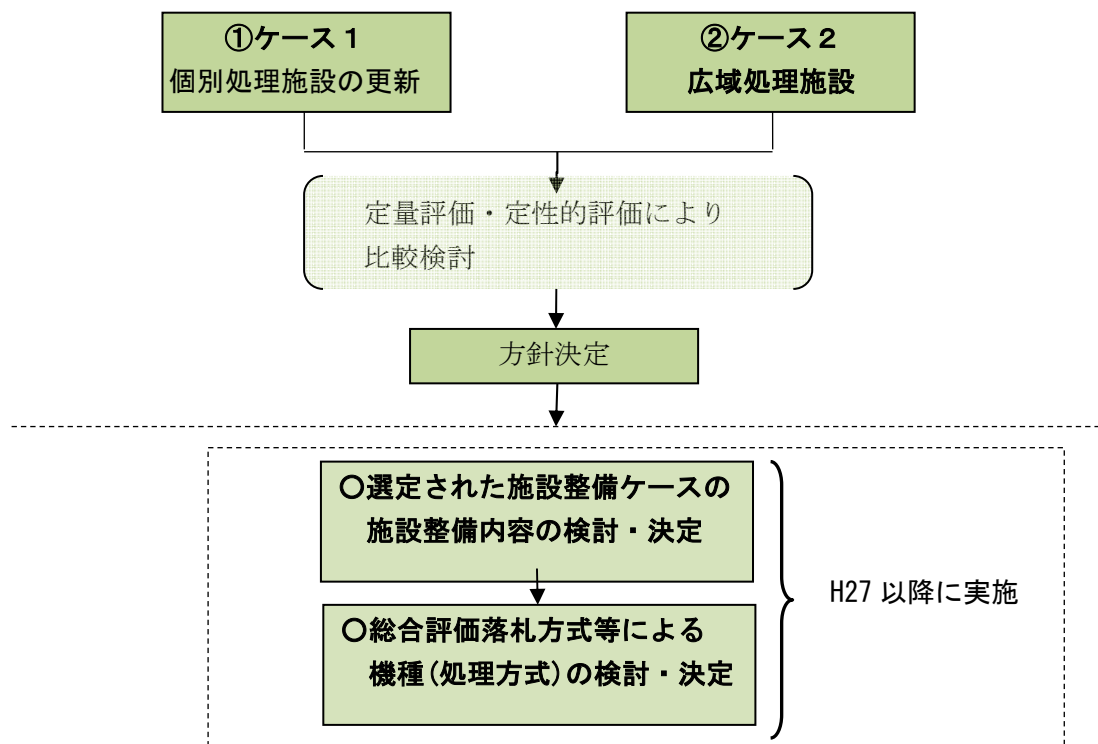 ①ケース１
個別処理施設の更新
②ケース２
広域処理施設
定量評価・定性的評価により
比較検討
方針決定
〇選定された施設整備ケースの
施設整備内容の検討・決定
〇総合評価落札方式等による
機種(処理方式)の検討・決定
H27 以降に実施